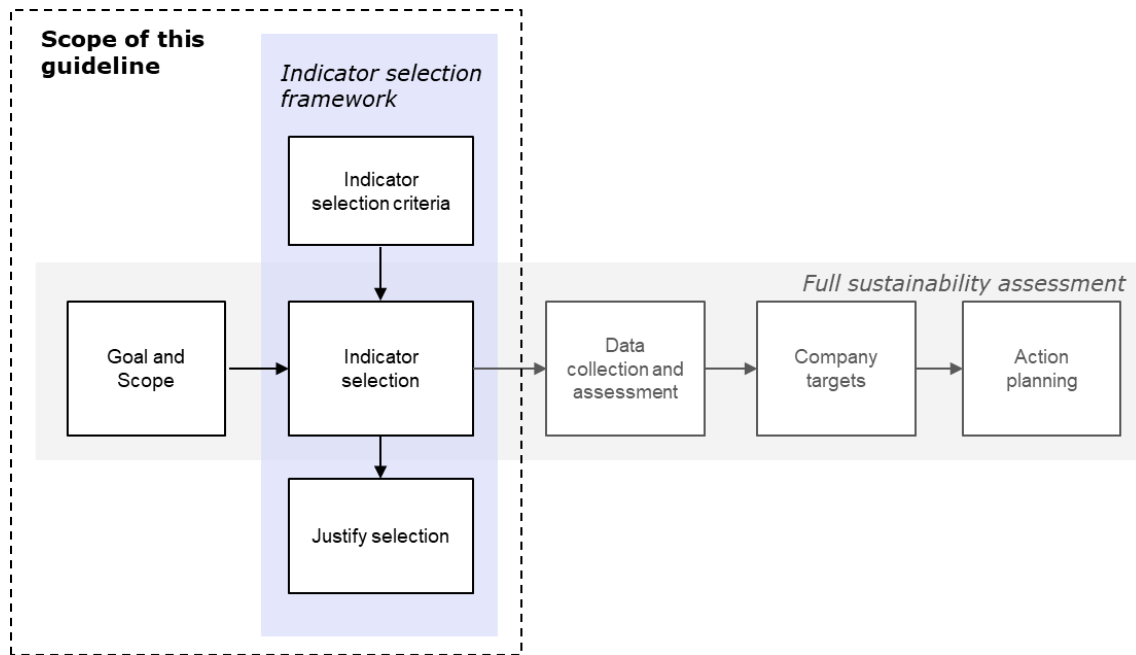 Scope of this
guideline
Indicator selection
framework
Indicator
selection criteria
Full sustainability assessment
Goal and
Scope
Indicator
selection
Data
collection and
assessment
Company
targets
Action
planning
Justify selection